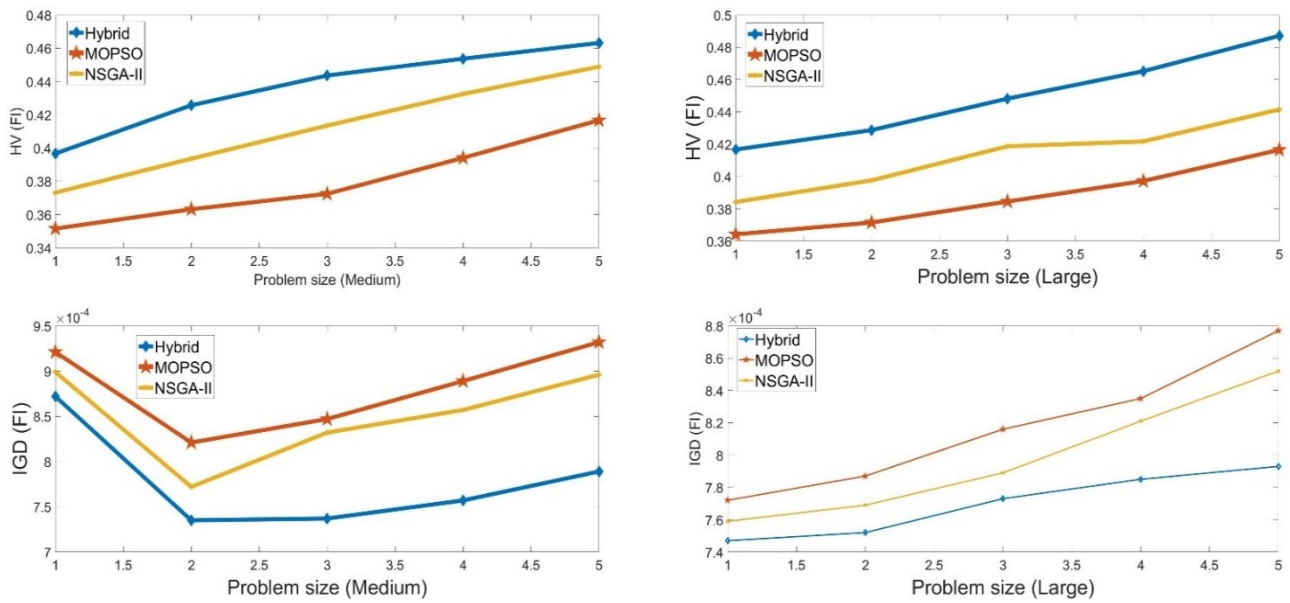 0.48
0.46
0.44
0.42
0.4
0.38
0.36
0.34
HV (FI)
Hybrid
MOPSO
NSGA-II
1 1.5 2 2.5 3 3.5 4 4.5 5
Problem size (Medium)
0.5
0.48
0.46
0.44
0.42
0.4
0.38
0.36
HV (FI)
Hybrid
MOPSO
NSGA-II
1 1.5 2 2.5 3 3.5 4 4.5 5
Problem size (Large)
×10⁻⁴
9.5
9
8.5
8
7.5
7
IGD (FI)
Hybrid
MOPSO
NSGA-II
1 1.5 2 2.5 3 3.5 4 4.5 5
Problem size (Medium)
×10⁻⁴
8.8
8.6
8.4
8.2
8
7.8
7.6
7.4
IGD (FI)
Hybrid
MOPSO
NSGA-II
1 1.5 2 2.5 3 3.5 4 4.5 5
Problem size (Large)